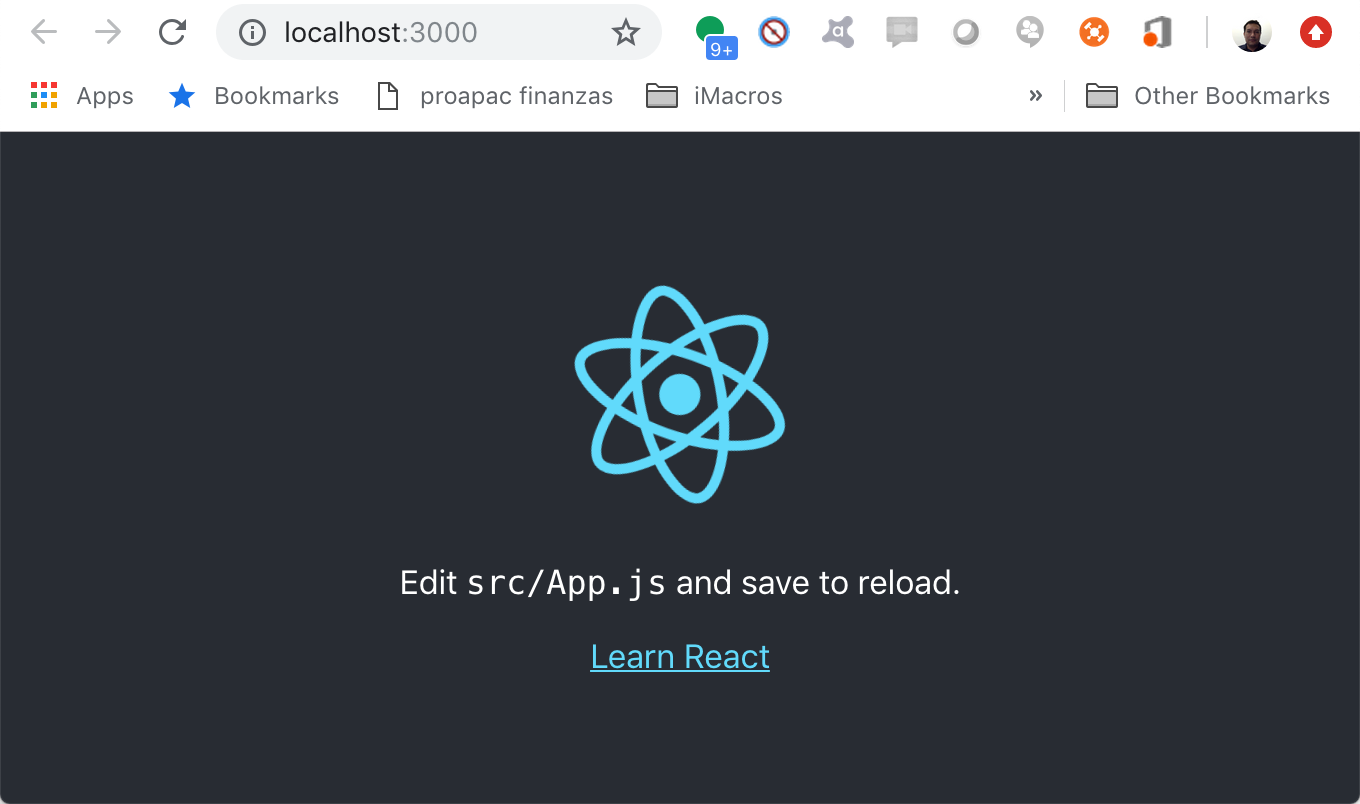 localhost:3000
9+
a
Apps
Bookmarks
proapac finanzas
iMacros
»
Other Bookmarks
Edit src/App.js and save to reload.
Learn React